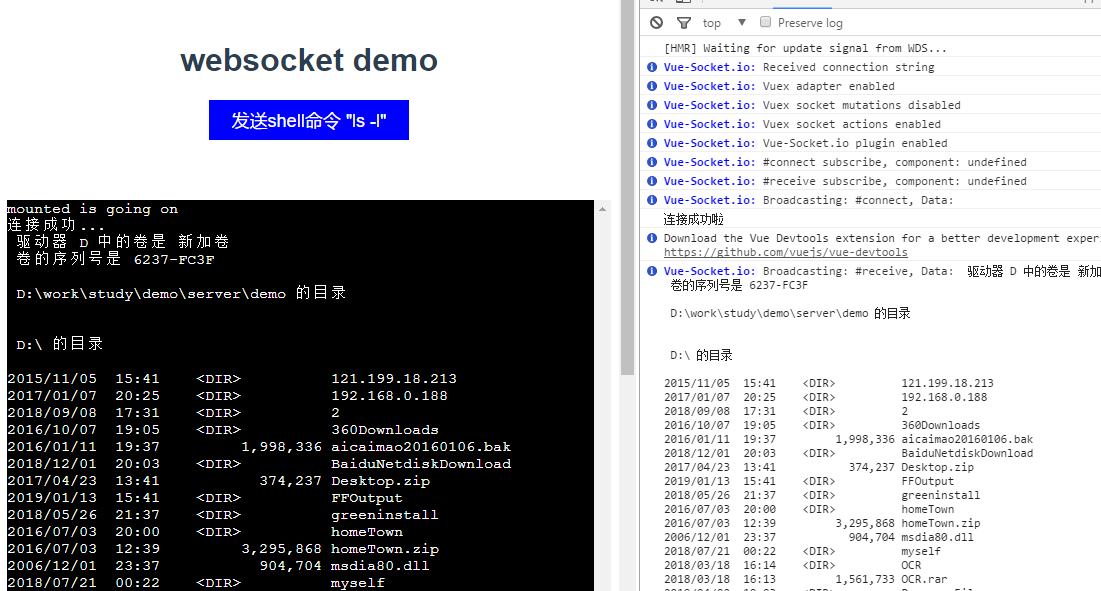 websocket demo
发送shell命令 "ls -l"
mounted is going on
连接成功...
驱动器 D 中的卷是 新加卷
卷的序列号是 6237-FC3F
D:\work\study\demo\server\demo 的目录
D:\ 的目录
2015/11/05  15:41    <DIR>          121.199.18.213
2017/01/07  20:25    <DIR>          192.168.0.188
2018/09/08  17:31    <DIR>          2
2016/10/07  19:05    <DIR>          360Downloads
2016/01/11  19:37         1,998,336 aicaimao20160106.bak
2018/12/01  20:03    <DIR>          BaiduNetdiskDownload
2017/04/23  13:41           374,237 Desktop.zip
2019/01/13  15:41    <DIR>          FFOutput
2018/05/26  21:37    <DIR>          greeninstall
2016/07/03  20:00    <DIR>          homeTown
2016/07/03  12:39         3,295,868 homeTown.zip
2006/12/01  23:37           904,704 msdia80.dll
2018/07/21  00:22    <DIR>          myself
top ▼ Preserve log
[HMR] Waiting for update signal from WDS...
Vue-Socket.io: Received connection string
Vue-Socket.io: Vuex adapter enabled
Vue-Socket.io: Vuex socket mutations disabled
Vue-Socket.io: Vuex socket actions enabled
Vue-Socket.io: Vue-Socket.io plugin enabled
Vue-Socket.io: #connect subscribe, component: undefined
Vue-Socket.io: #receive subscribe, component: undefined
Vue-Socket.io: Broadcasting: #connect, Data:
连接成功啦
Download the Vue Devtools extension for a better development experi
https://github.com/vuejs/vue-devtools
Vue-Socket.io: Broadcasting: #receive, Data:  驱动器 D 中的卷是 新加
卷的序列号是 6237-FC3F
D:\work\study\demo\server\demo 的目录
D:\ 的目录
2015/11/05  15:41    <DIR>          121.199.18.213
2017/01/07  20:25    <DIR>          192.168.0.188
2018/09/08  17:31    <DIR>          2
2016/10/07  19:05    <DIR>          360Downloads
2016/01/11  19:37         1,998,336 aicaimao20160106.bak
2018/12/01  20:03    <DIR>          BaiduNetdiskDownload
2017/04/23  13:41           374,237 Desktop.zip
2019/01/13  15:41    <DIR>          FFOutput
2018/05/26  21:37    <DIR>          greeninstall
2016/07/03  20:00    <DIR>          homeTown
2016/07/03  12:39         3,295,868 homeTown.zip
2006/12/01  23:37           904,704 msdia80.dll
2018/07/21  00:22    <DIR>          myself
2018/03/18  16:14    <DIR>          OCR
2018/03/18  16:13         1,561,733 OCR.rar